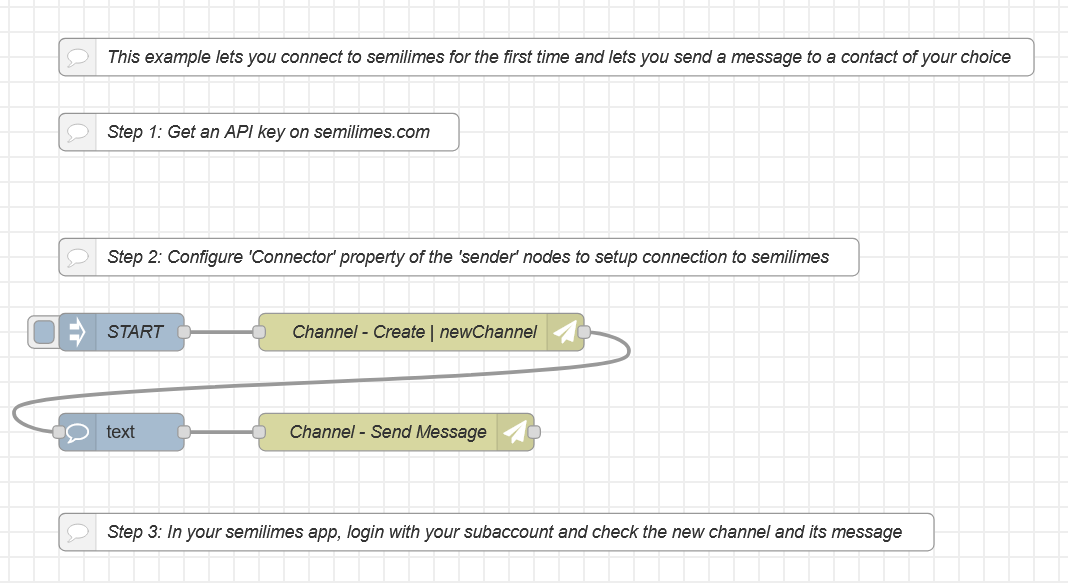 This example lets you connect to semilimes for the first time and lets you send a message to a contact of your choice
Step 1: Get an API key on semilimes.com
Step 2: Configure 'Connector' property of the 'sender' nodes to setup connection to semilimes
START
Channel - Create | newChannel
text
Channel - Send Message
Step 3: In your semilimes app, login with your subaccount and check the new channel and its message